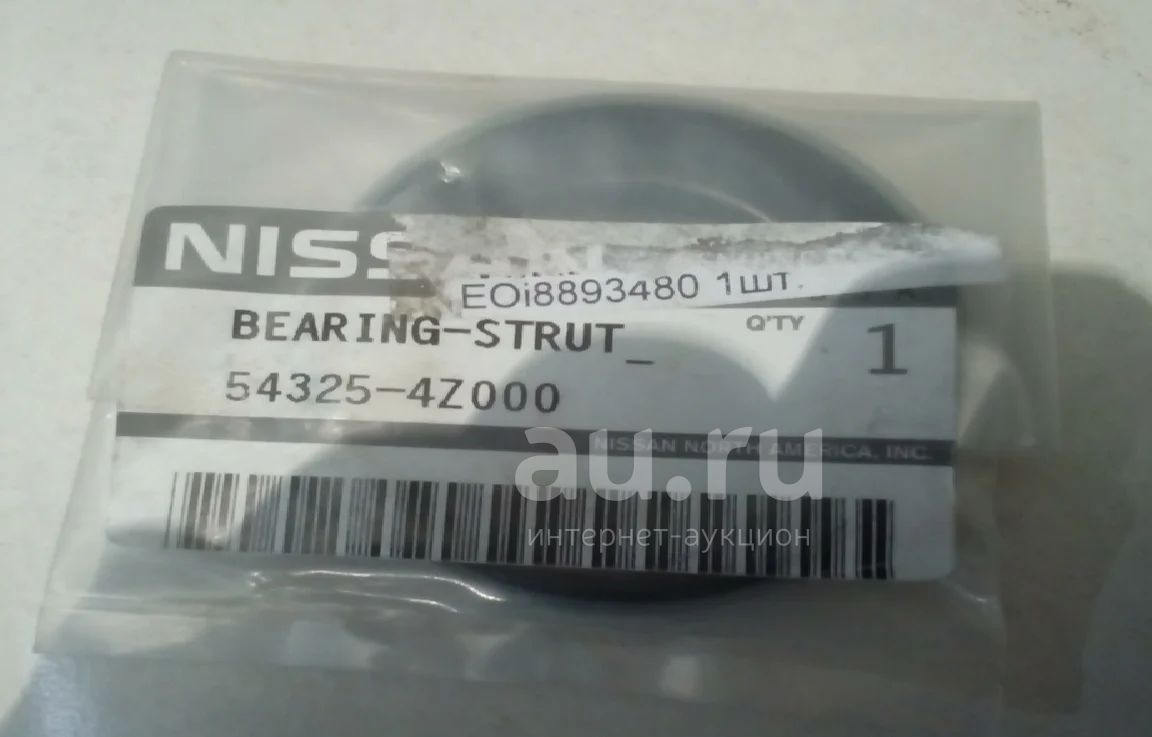 NISS
EOi8893480 1шт.
BEARING-STRUT_
Q'TY
1
54325-4Z000
NISSAN NORTH AMERICA, INC.
au.ru
интернет-аукцион